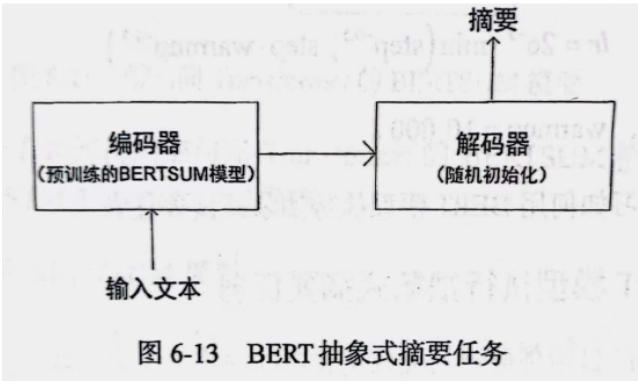 摘要
编码器
(预训练的BERTSUM模型)
解码器
(随机初始化)
输入文本
图 6-13 BERT 抽象式摘要任务